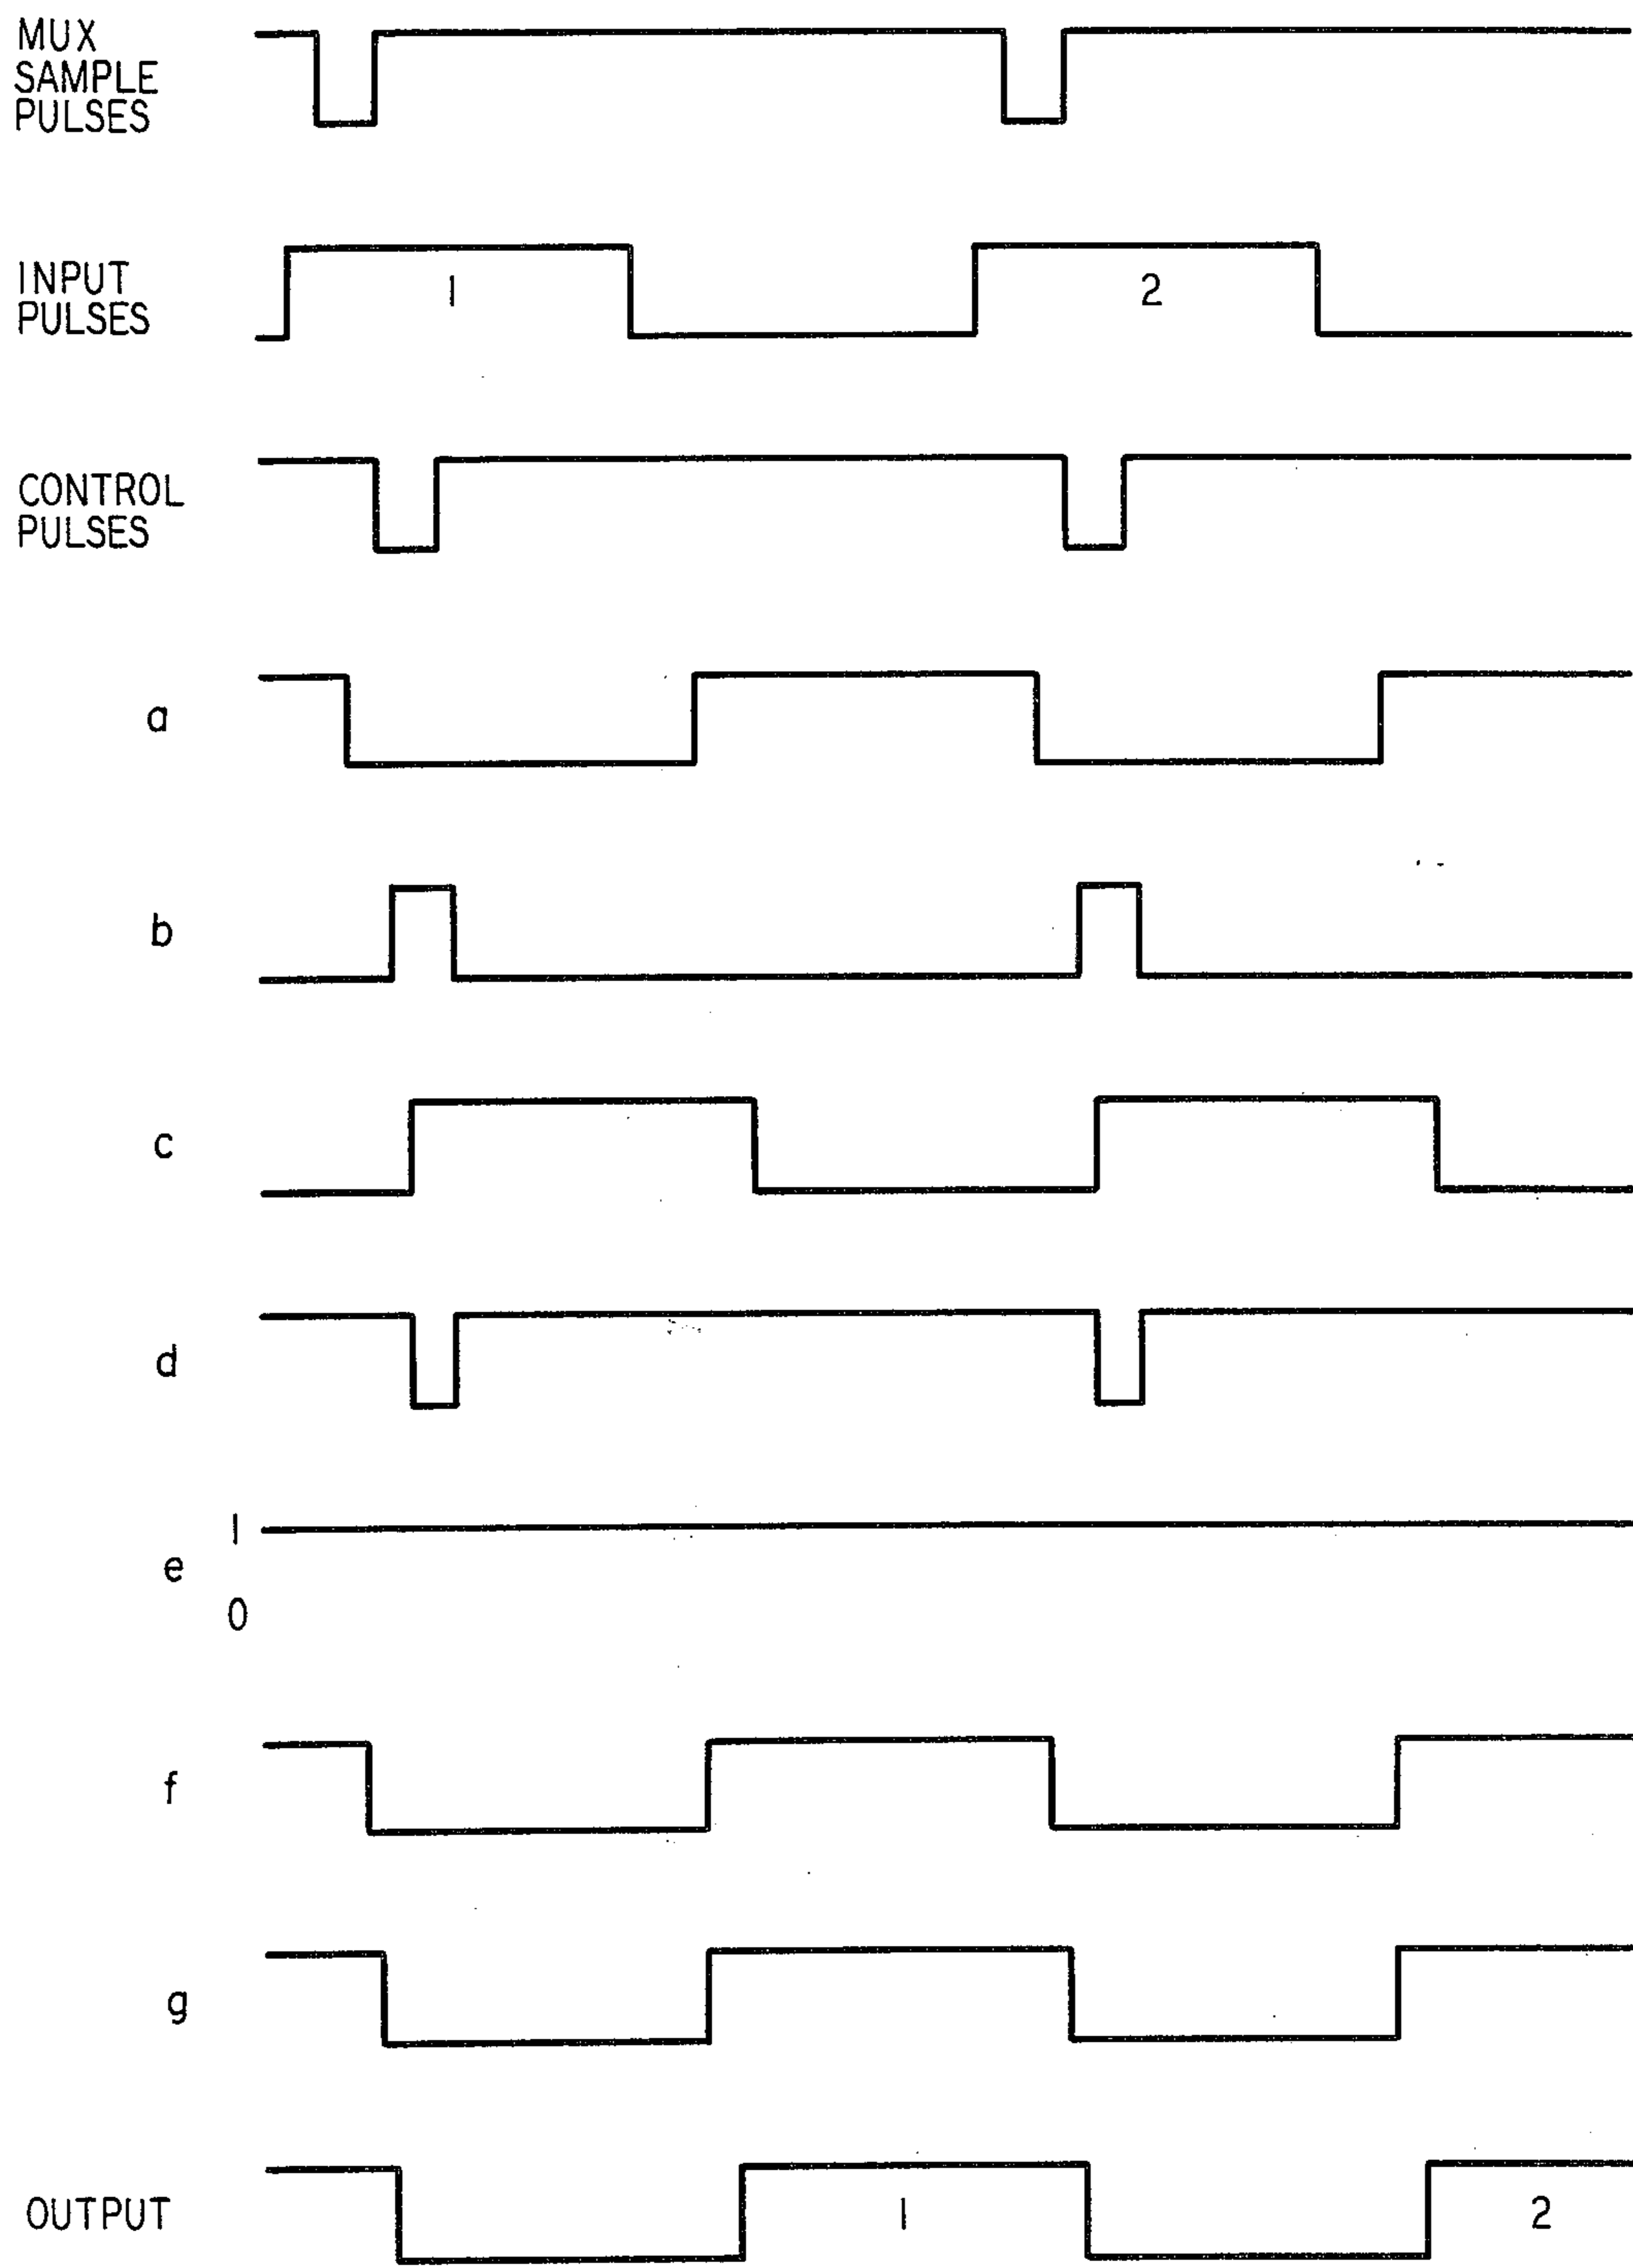 MUX
SAMPLE
PULSES
INPUT
PULSES
1
2
CONTROL
PULSES
a
b
c
d
1
e
0
f
g
OUTPUT
1
2